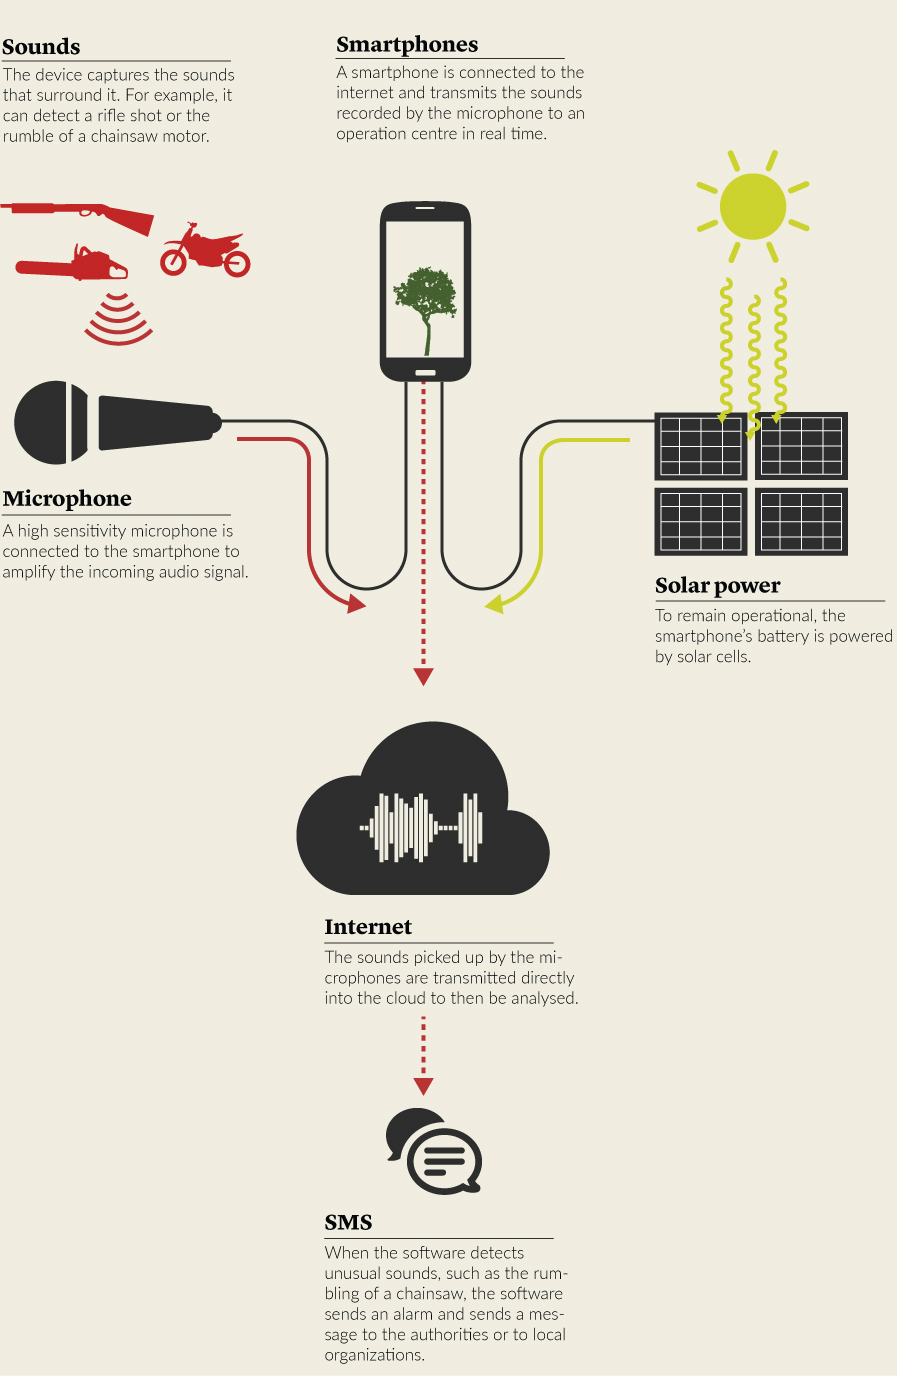 Sounds
The device captures the sounds
that surround it. For example, it
can detect a rifle shot or the
rumble of a chainsaw motor.
Smartphones
A smartphone is connected to the
internet and transmits the sounds
recorded by the microphone to an
operation centre in real time.
Microphone
A high sensitivity microphone is
connected to the smartphone to
amplify the incoming audio signal.
Solar power
To remain operational, the
smartphone’s battery is powered
by solar cells.
Internet
The sounds picked up by the mi-
crophones are transmitted directly
into the cloud to then be analysed.
SMS
When the software detects
unusual sounds, such as the rum-
bling of a chainsaw, the software
sends an alarm and sends a mes-
sage to the authorities or to local
organizations.